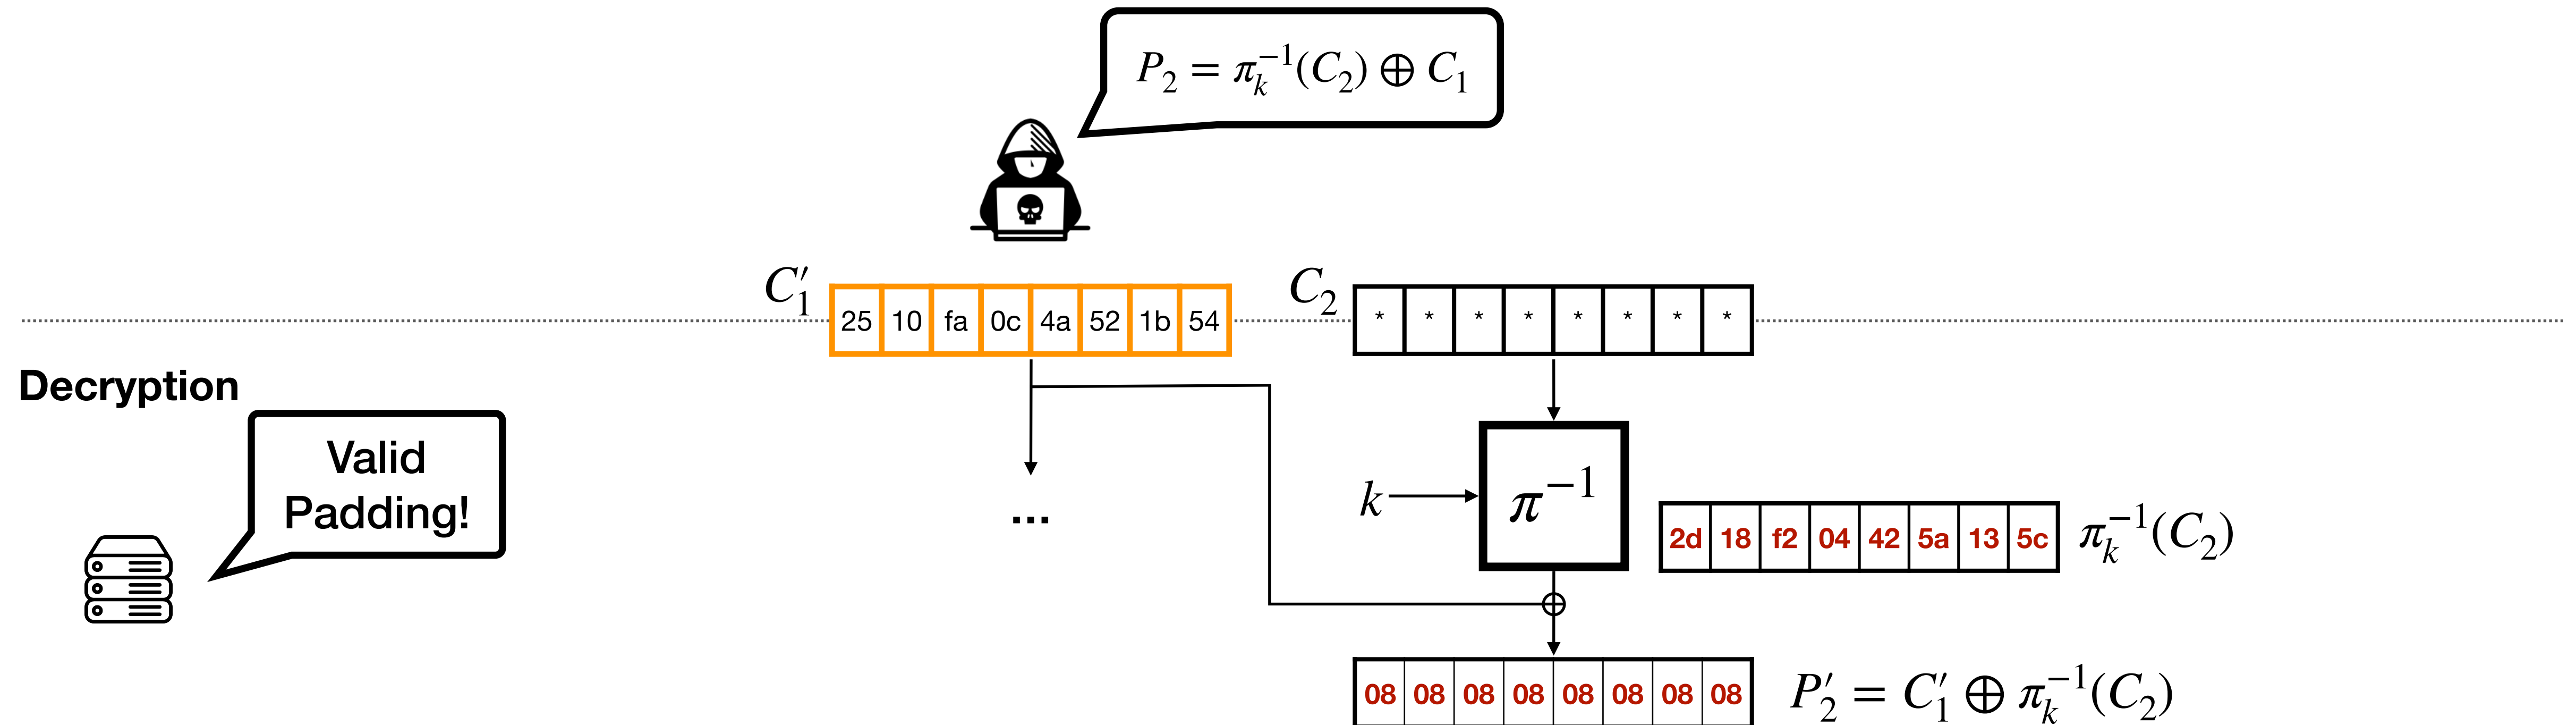 P₂ = π_k⁻¹(C₂) ⊕ C₁
C′₁ 25 10 fa 0c 4a 52 1b 54 C₂ * * * * * * * *
Decryption
Valid
Padding!
...
k π⁻¹
2d 18 f2 04 42 5a 13 5c π_k⁻¹(C₂)
08 08 08 08 08 08 08 08 P′₂ = C′₁ ⊕ π_k⁻¹(C₂)